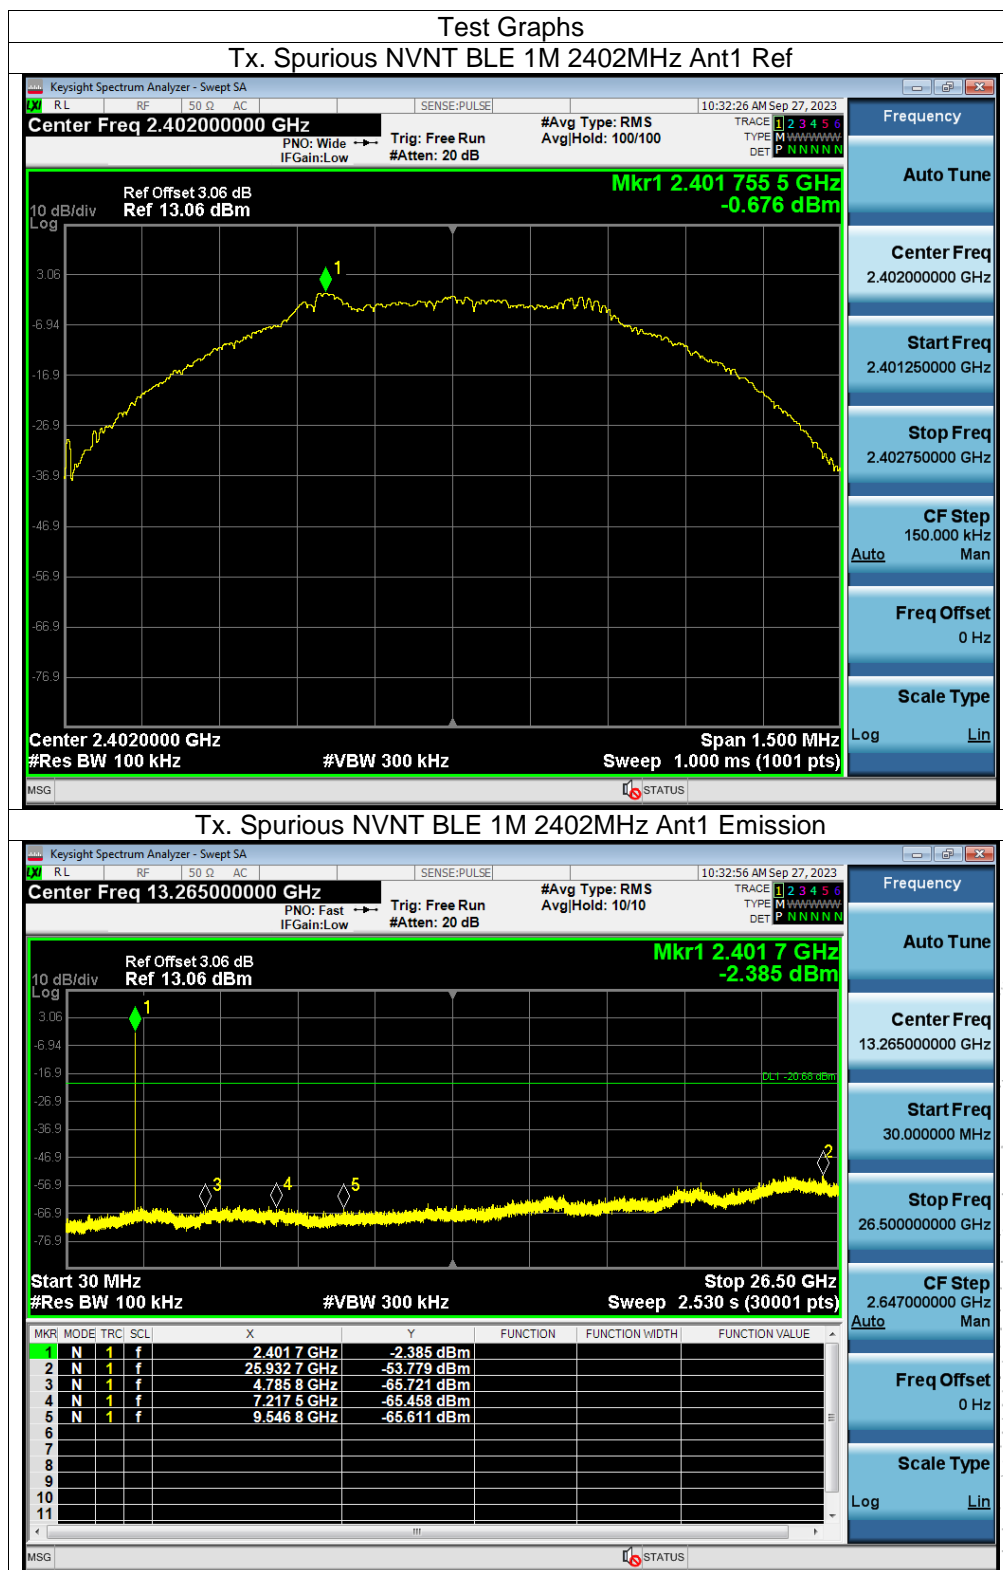 Test Graphs
Tx. Spurious NVNT BLE 1M 2402MHz Ant1 Ref
Keysight Spectrum Analyzer - Swept SA
LXI RL RF 50 Ω AC SENSE:PULSE 10:32:26 AM Sep 27, 2023
Center Freq 2.402000000 GHz #Avg Type: RMS TRACE 1 2 3 4 5 6
PNO: Wide Trig: Free Run Avg|Hold: 100/100 TYPE M WWWWW
IFGain:Low #Atten: 20 dB DET P N N N N N
Frequency
Auto Tune
Mkr1 2.401 755 5 GHz
-0.676 dBm
Ref Offset 3.06 dB
10 dB/div Ref 13.06 dBm
Log
1
3.06
-6.94
-16.9
-26.9
-36.9
-46.9
-56.9
-66.9
-76.9
Center Freq
2.402000000 GHz
Start Freq
2.401250000 GHz
Stop Freq
2.402750000 GHz
CF Step
150.000 kHz
Auto Man
Freq Offset
0 Hz
Scale Type
Log Lin
Center 2.4020000 GHz Span 1.500 MHz
#Res BW 100 kHz #VBW 300 kHz Sweep 1.000 ms (1001 pts)
MSG STATUS
Tx. Spurious NVNT BLE 1M 2402MHz Ant1 Emission
Keysight Spectrum Analyzer - Swept SA
LXI RL RF 50 Ω AC SENSE:PULSE 10:32:56 AM Sep 27, 2023
Center Freq 13.265000000 GHz #Avg Type: RMS TRACE 1 2 3 4 5 6
PNO: Fast Trig: Free Run Avg|Hold: 10/10 TYPE M WWWWW
IFGain:Low #Atten: 20 dB DET P N N N N N
Frequency
Auto Tune
Mkr1 2.401 7 GHz
-2.385 dBm
Ref Offset 3.06 dB
10 dB/div Ref 13.06 dBm
Log
1
3.06
-6.94
-16.9
DL1 -20.68 dBm
-26.9
-36.9
-46.9
2
-56.9
3 4 5
-66.9
-76.9
Center Freq
13.265000000 GHz
Start Freq
30.000000 MHz
Stop Freq
26.500000000 GHz
CF Step
2.647000000 GHz
Auto Man
Freq Offset
0 Hz
Scale Type
Log Lin
Start 30 MHz Stop 26.50 GHz
#Res BW 100 kHz #VBW 300 kHz Sweep 2.530 s (30001 pts)
MKR MODE TRC SCL X Y FUNCTION FUNCTION WIDTH FUNCTION VALUE
1 N 1 f 2.401 7 GHz -2.385 dBm
2 N 1 f 25.932 7 GHz -53.779 dBm
3 N 1 f 4.785 8 GHz -65.721 dBm
4 N 1 f 7.217 5 GHz -65.458 dBm
5 N 1 f 9.546 8 GHz -65.611 dBm
6
7
8
9
10
11
MSG STATUS